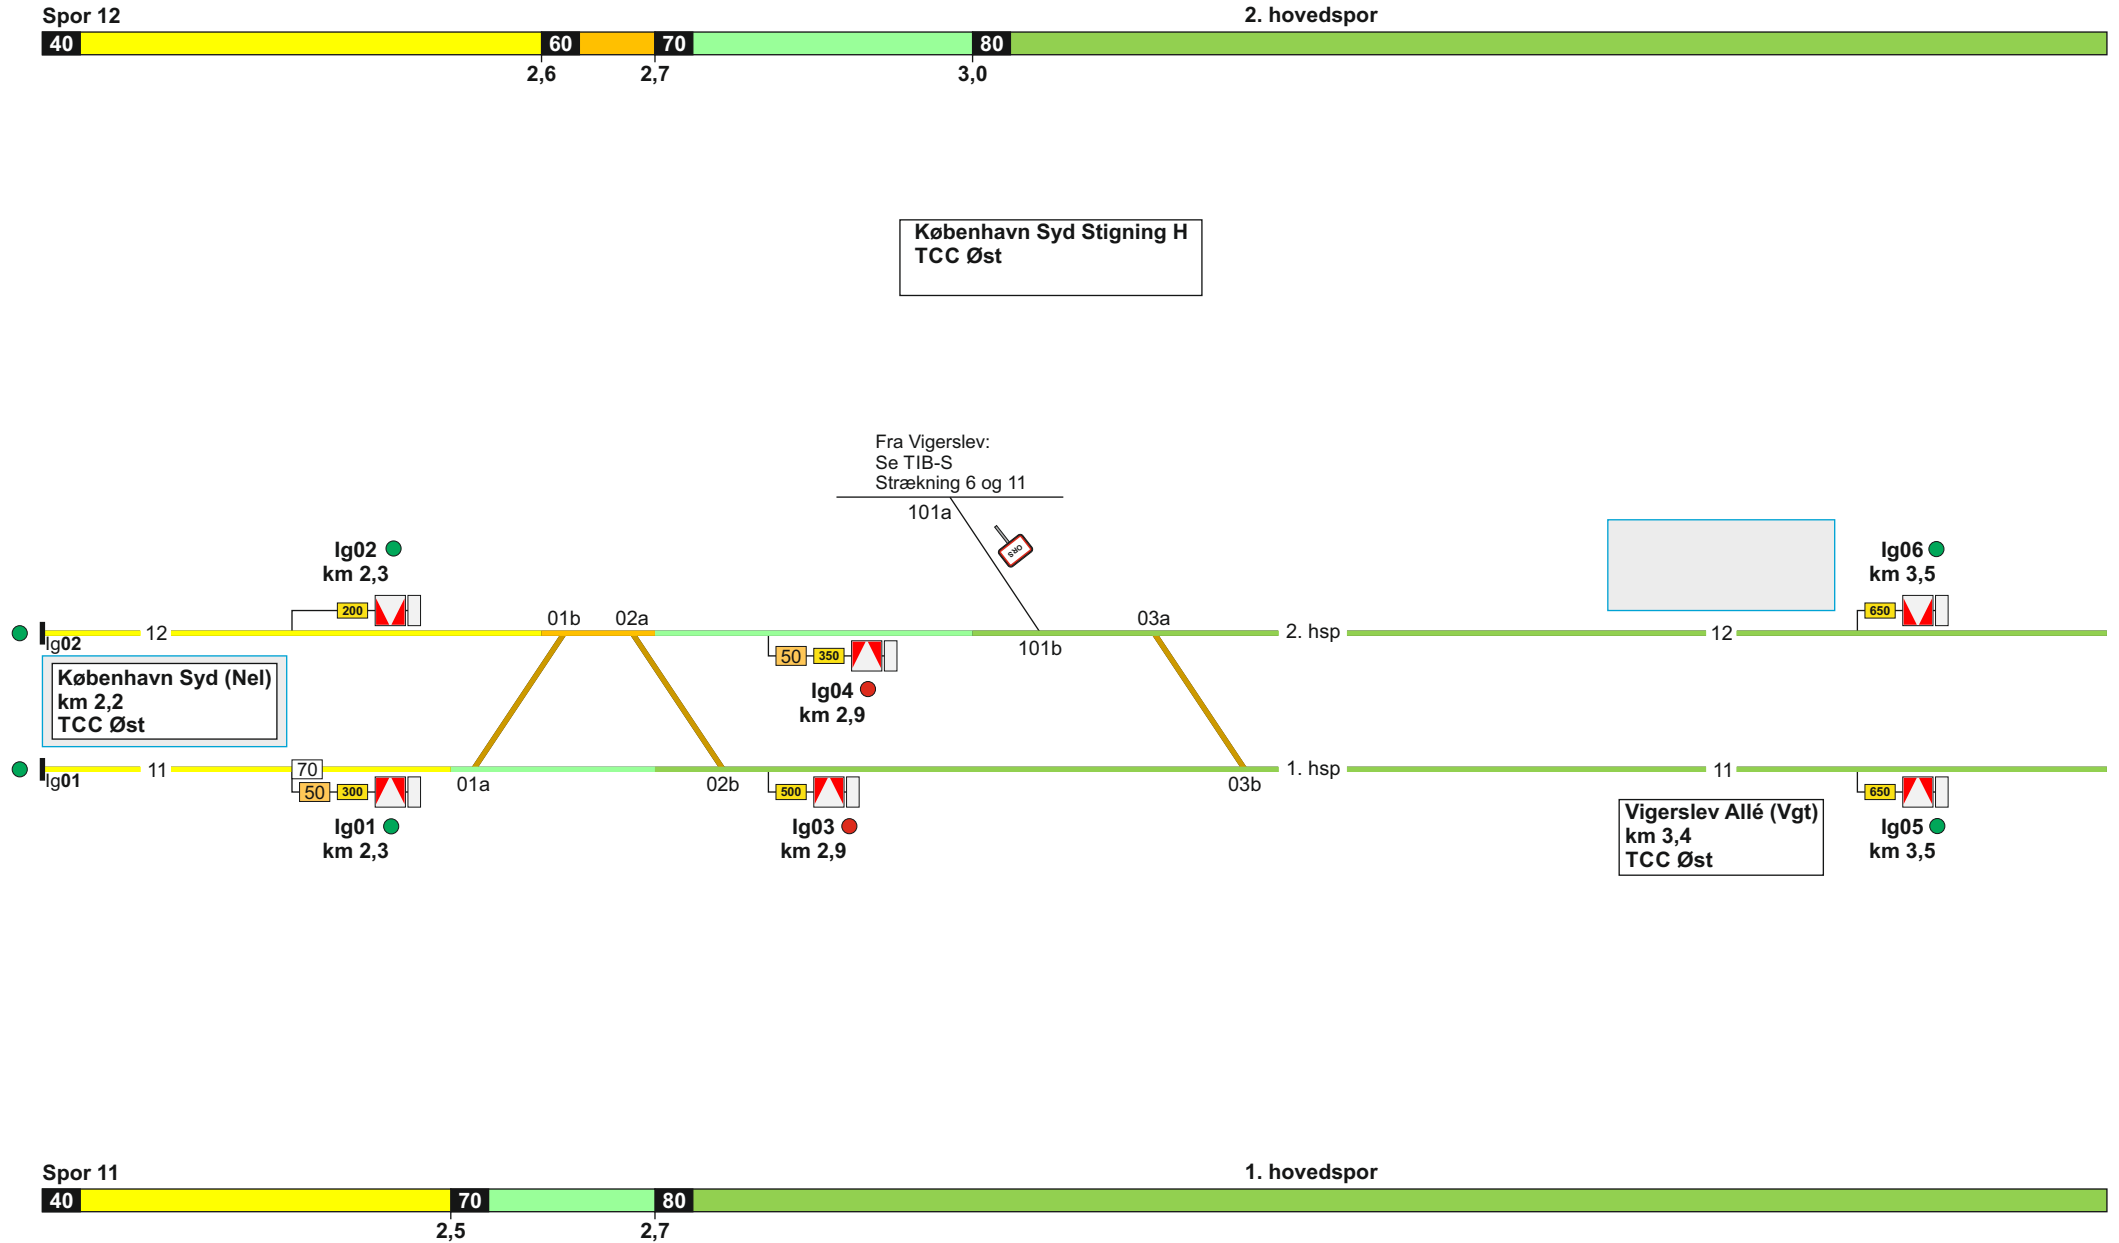 Spor 12
2. hovedspor
40
60
70
80
2,6
2,7
3,0
København Syd Stigning H
TCC Øst
Fra Vigerslev:
Se TIB-S
Strækning 6 og 11
101a
ORS
Ig02
km 2,3
Ig06
km 3,5
200
01b
02a
03a
650
12
2. hsp
12
Ig02
101b
50
350
København Syd (Nel)
km 2,2
TCC Øst
Ig04
km 2,9
11
70
1. hsp
11
Ig01
50
300
01a
02b
500
03b
650
Vigerslev Allé (Vgt)
km 3,4
TCC Øst
Ig01
km 2,3
Ig03
km 2,9
Ig05
km 3,5
Spor 11
1. hovedspor
40
70
80
2,5
2,7